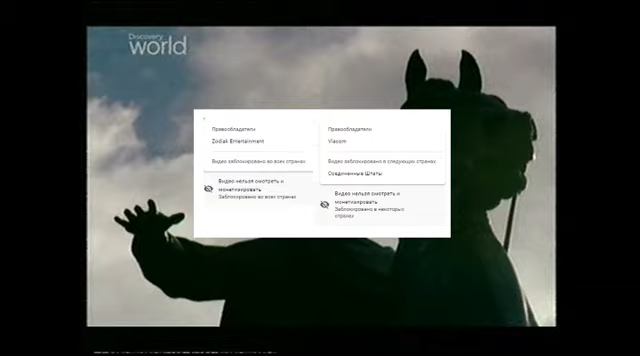 Discovery
world
Правообладатели
Zodiak Entertainment
Видео заблокировано во всех странах
Видео нельзя смотреть и
монетизировать
Заблокировано во всех странах
Правообладатели
Viacom
Видео заблокировано в следующих странах
Соединенные Штаты
Видео нельзя смотреть и
монетизировать
Заблокировано в некоторых
странах